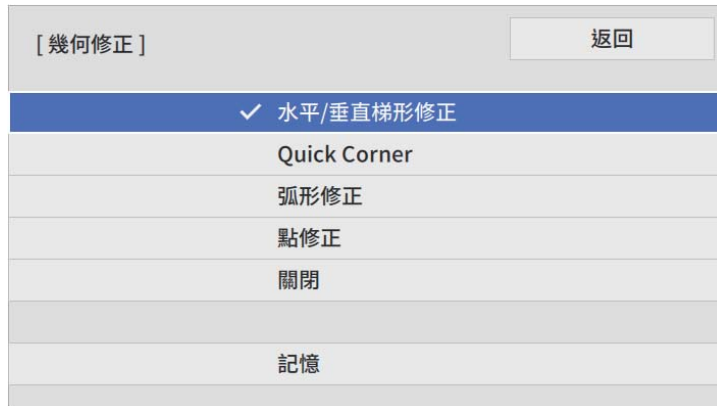 [ 幾何修正 ]
返回
水平/垂直梯形修正
Quick Corner
弧形修正
點修正
關閉
記憶